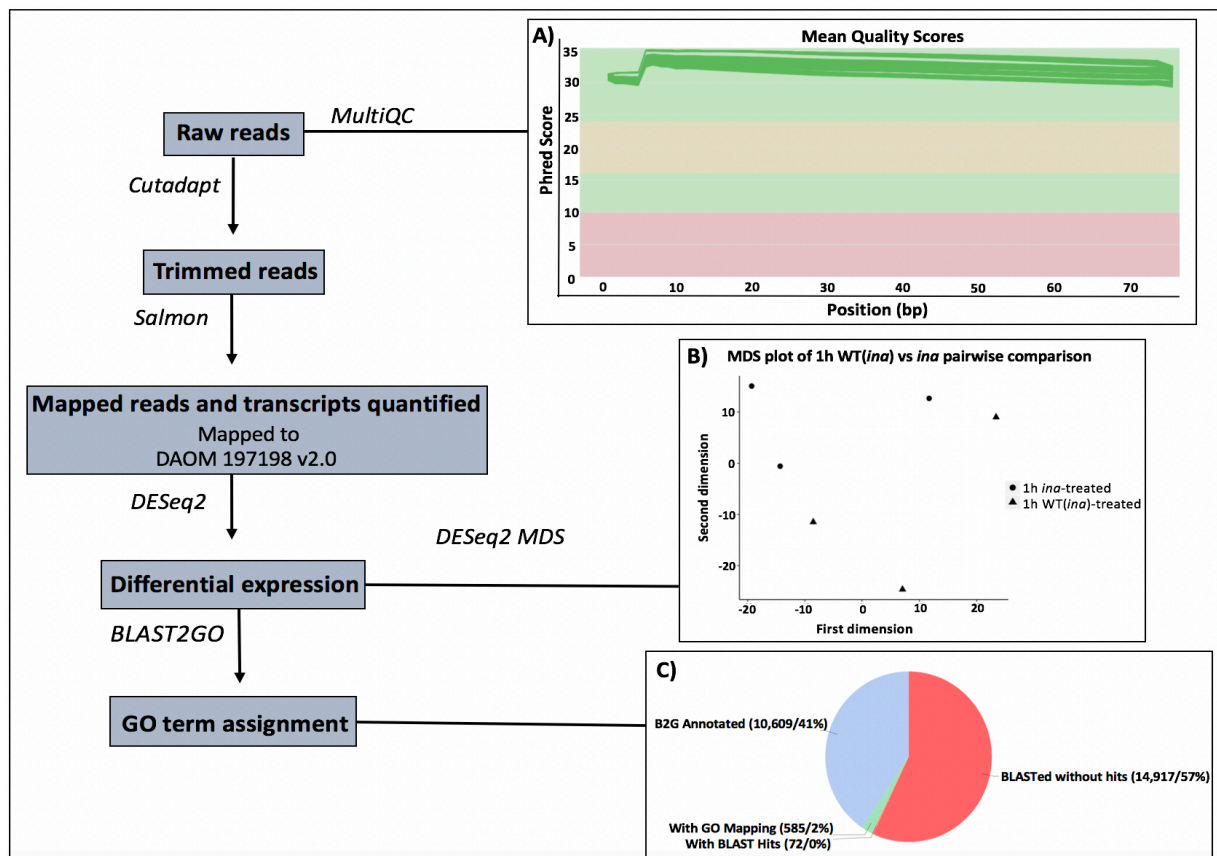 Raw reads
MultiQC
Cutadapt
Trimmed reads
Salmon
Mapped reads and transcripts quantified
Mapped to
DAOM 197198 v2.0
DESeq2
DESeq2 MDS
Differential expression
BLAST2GO
GO term assignment
A)
Mean Quality Scores
Phred Score
35
30
25
20
15
10
5
0
0 10 20 30 40 50 60 70
Position (bp)
B)
MDS plot of 1h WT(ina) vs ina pairwise comparison
Second dimension
10
0
-10
-20
-20 -10 0 10 20
First dimension
1h ina-treated
1h WT(ina)-treated
C)
B2G Annotated (10,609/41%)
BLASTed without hits (14,917/57%)
With GO Mapping (585/2%)
With BLAST Hits (72/0%)